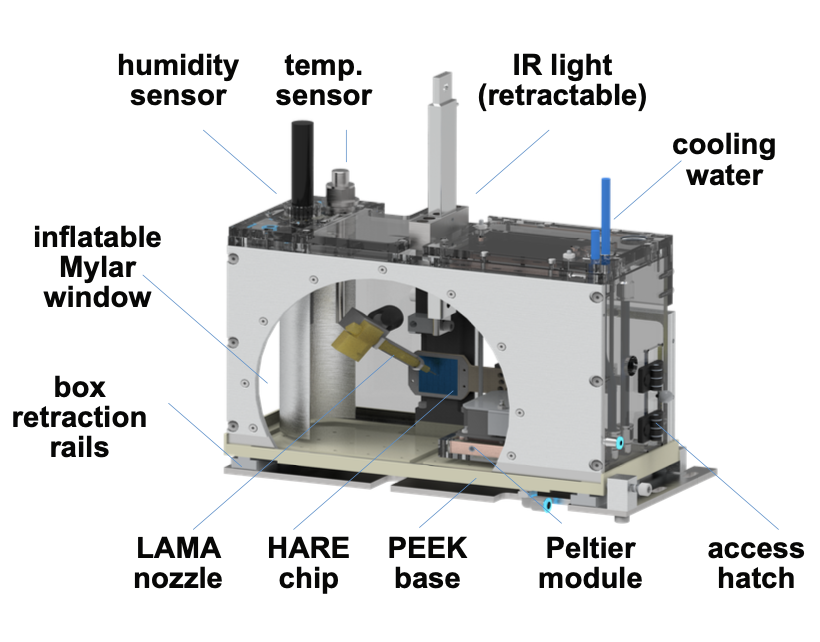 humidity
sensor
temp.
sensor
IR light
(retractable)
cooling
water
inflatable
Mylar
window
box
retraction
rails
LAMA
nozzle
HARE
chip
PEEK
base
Peltier
module
access
hatch